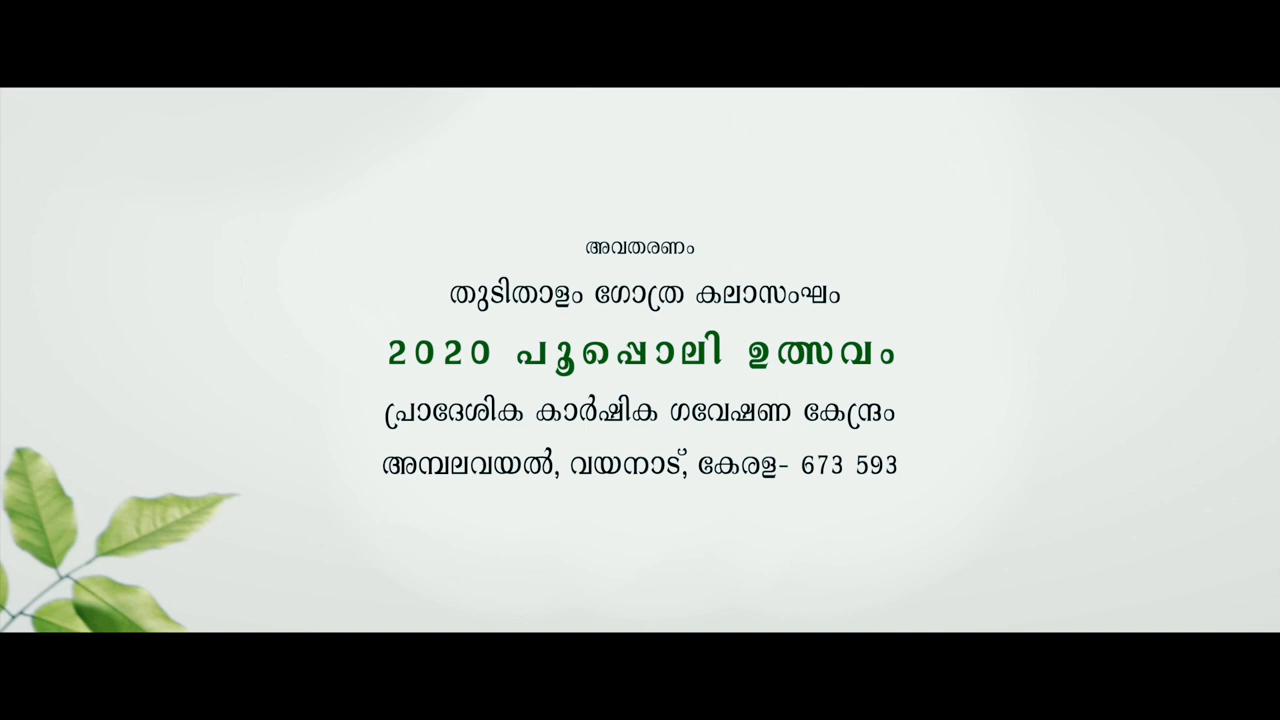 അവതരണം
തുടിതാളം ഗോത്ര കലാസംഘം
2020 പൂപ്പൊലി ഉത്സവം
പ്രാദേശിക കാർഷിക ഗവേഷണ കേന്ദ്രം
അമ്പലവയൽ, വയനാട്, കേരള- 673 593